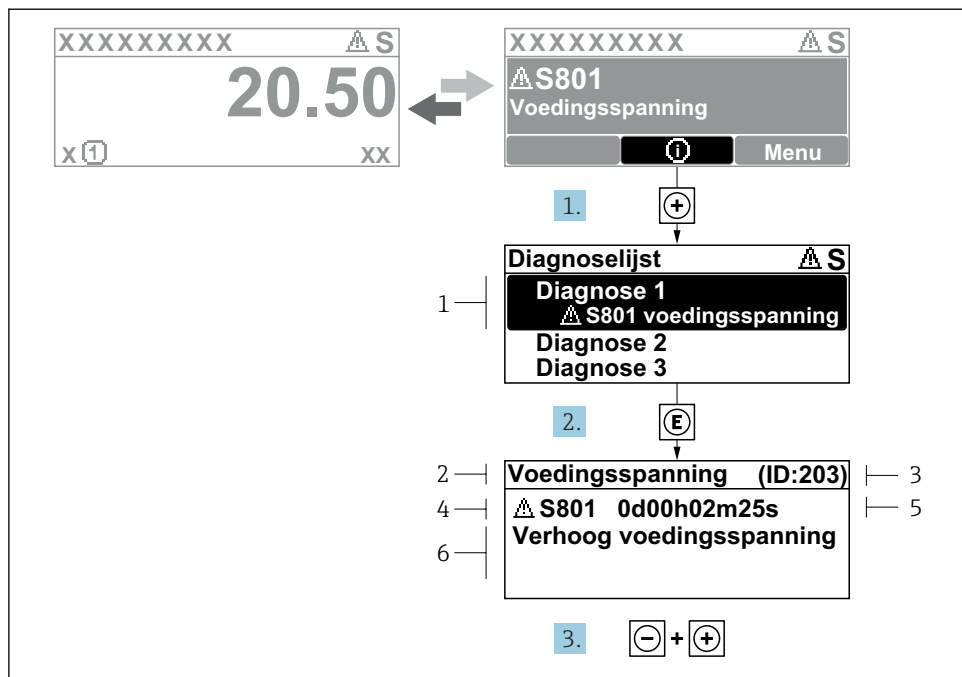 XXXXXXXXX ⚠ S
20.50
X ① XX
XXXXXXXXX ⚠ S
⚠ S801
Voedingsspanning
ⓘ Menu
1. +
Diagnoselijst ⚠ S
1
Diagnose 1
⚠ S801 voedingsspanning
Diagnose 2
Diagnose 3
2. E
2 Voedingsspanning (ID:203) 3
4 ⚠ S801 0d00h02m25s 5
6 Verhoog voedingsspanning
3. - + +